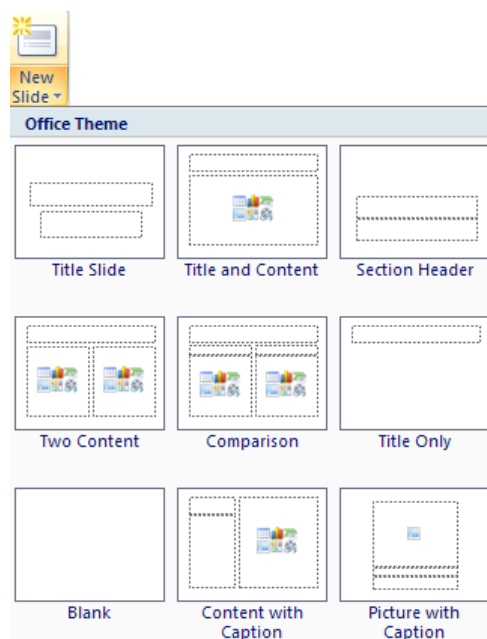 New
Slide
Office Theme
Title Slide
Title and Content
Section Header
Two Content
Comparison
Title Only
Blank
Content with
Caption
Picture with
Caption